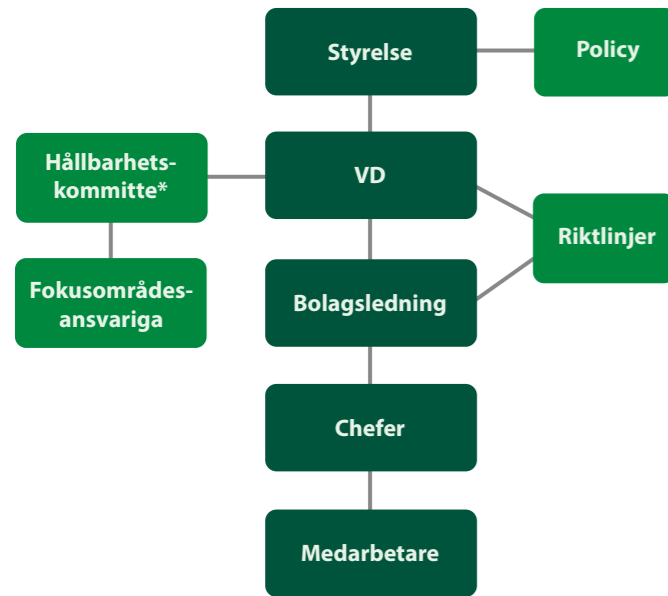 Styrelse
Policy
Hållbarhets-
kommitte*
VD
Riktlinjer
Fokusområdes-
ansvariga
Bolagsledning
Chefer
Medarbetare